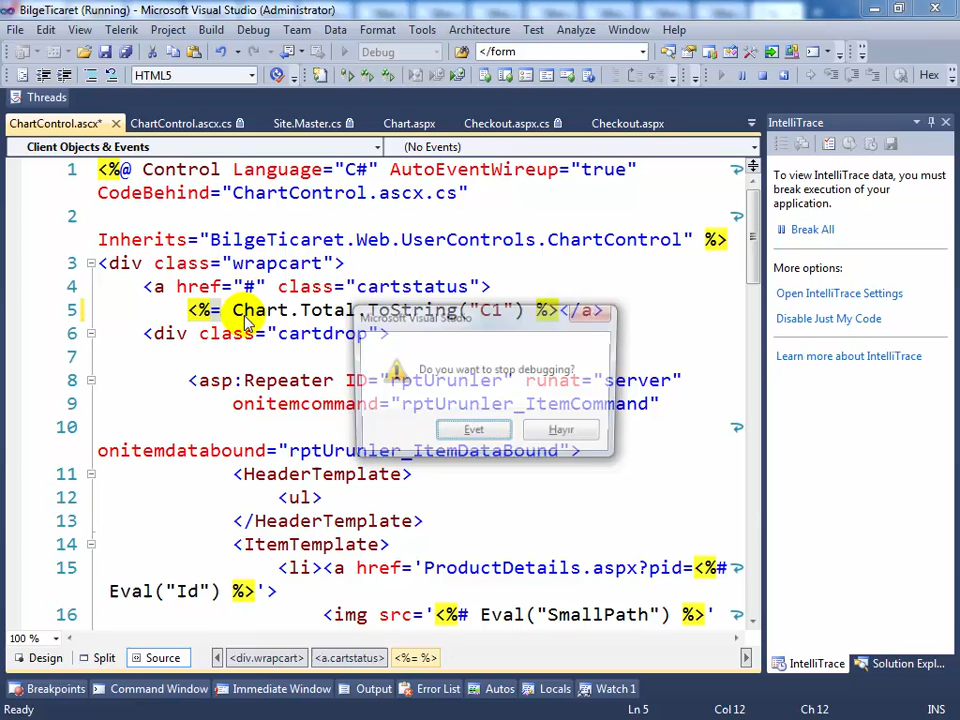 BilgeTicaret (Running) - Microsoft Visual Studio (Administrator)
File Edit View Telerik Project Build Debug Team Data Format Tools Architecture Test Analyze Window Help
Debug </form
HTML5 Hex
Threads
ChartControl.ascx* ChartControl.ascx.cs Site.Master.cs Chart.aspx Checkout.aspx.cs Checkout.aspx
Client Objects & Events (No Events)
1 <%@ Control Language="C#" AutoEventWireup="true"
CodeBehind="ChartControl.ascx.cs"
2
Inherits="BilgeTicaret.Web.UserControls.ChartControl" %>
3 <div class="wrapcart">
4 <a href="#" class="cartstatus">
5 <%= Chart.Total.ToString("C1") %></a>
6 <div class="cartdrop">
7
8 <asp:Repeater ID="rptUrunler" runat="server"
9 onitemcommand="rptUrunler_ItemCommand"
10
onitemdatabound="rptUrunler_ItemDataBound">
11 <HeaderTemplate>
12 <ul>
13 </HeaderTemplate>
14 <ItemTemplate>
15 <li><a href='ProductDetails.aspx?pid=<%#
Eval("Id") %>'>
16 <img src='<%# Eval("SmallPath") %>'
Microsoft Visual Studio
Do you want to stop debugging?
Evet Hayır
IntelliTrace
To view IntelliTrace data, you
must break execution of your
application.
Break All
For More Information:
Open IntelliTrace Settings
Disable Just My Code
Learn more about IntelliTrace
100 %
Design Split Source <div.wrapcart> <a.cartstatus> <%= %>
IntelliTrace Solution Expl...
Breakpoints Command Window Immediate Window Output Error List Autos Locals Watch 1
Ready Ln 5 Col 12 Ch 12 INS